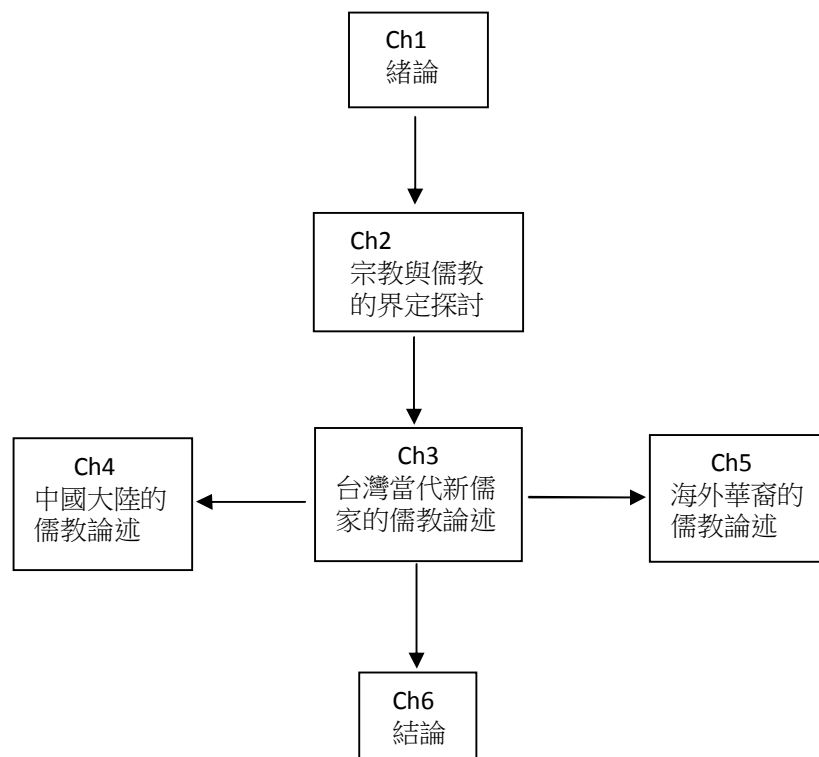 Ch1
緒論
Ch2
宗教與儒教
的界定探討
Ch4
中國大陸的
儒教論述
Ch3
台灣當代新儒
家的儒教論述
Ch5
海外華裔的
儒教論述
Ch6
結論